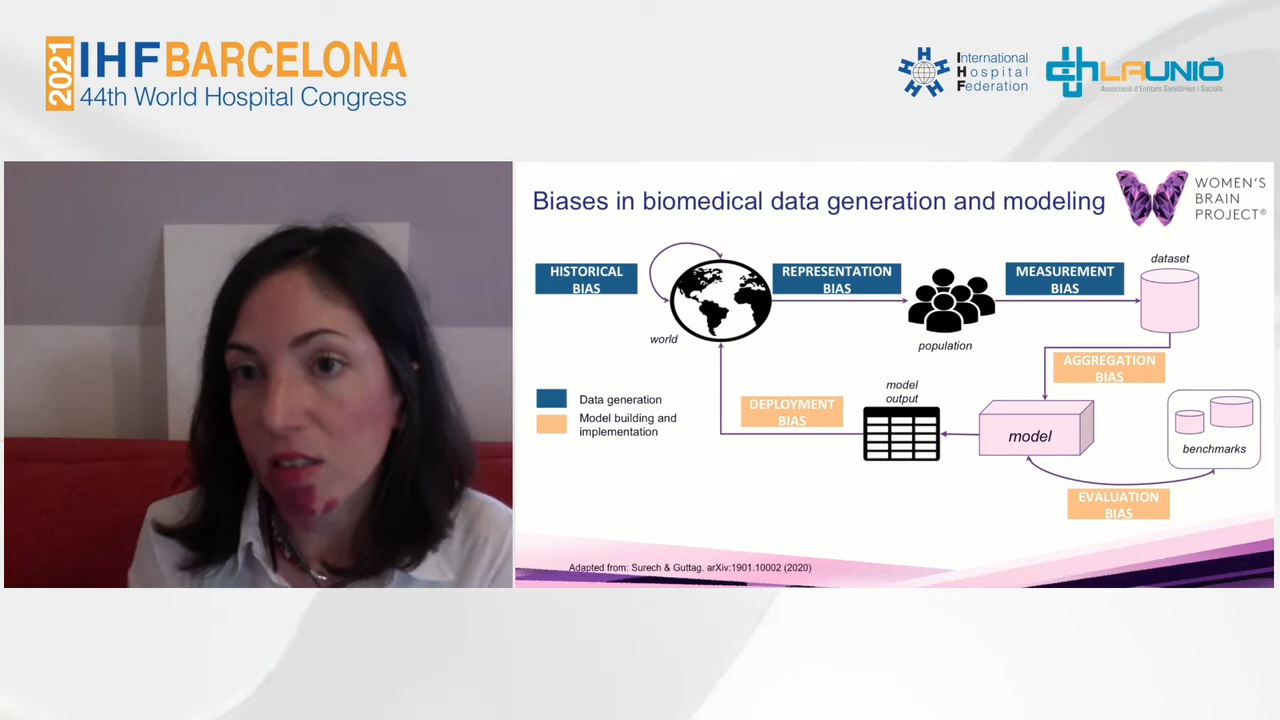 2021 IHF BARCELONA
44th World Hospital Congress
International
Hospital
Federation
LAUNIÓ
Associació d'Entitats Sanitàries i Socials
Biases in biomedical data generation and modeling
WOMEN'S
BRAIN
PROJECT®
HISTORICAL
BIAS
REPRESENTATION
BIAS
MEASUREMENT
BIAS
dataset
world
population
AGGREGATION
BIAS
model
output
DEPLOYMENT
BIAS
Data generation
Model building and
implementation
model
benchmarks
EVALUATION
BIAS
Adapted from: Surech & Guttag. arXiv:1901.10002 (2020)